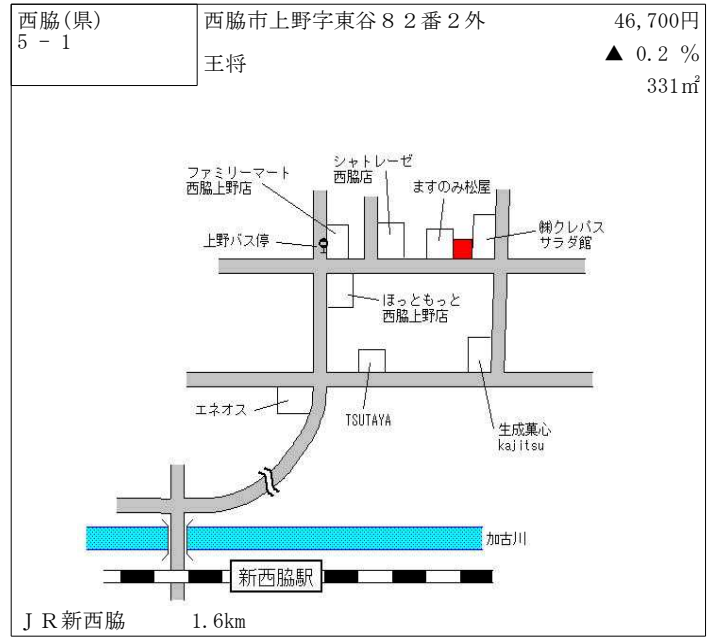 西脇(県)
5 - 1
西脇市上野字東谷８２番２外
王将
46,700円
▲ 0.2 %
331㎡
ファミリーマート
西脇上野店
シャトレーゼ
西脇店
ますのみ松屋
上野バス停
㈱クレバス
サラダ館
ほっともっと
西脇上野店
エネオス
TSUTAYA
生成菓心
kajitsu
加古川
新西脇駅
ＪＲ新西脇
1.6km